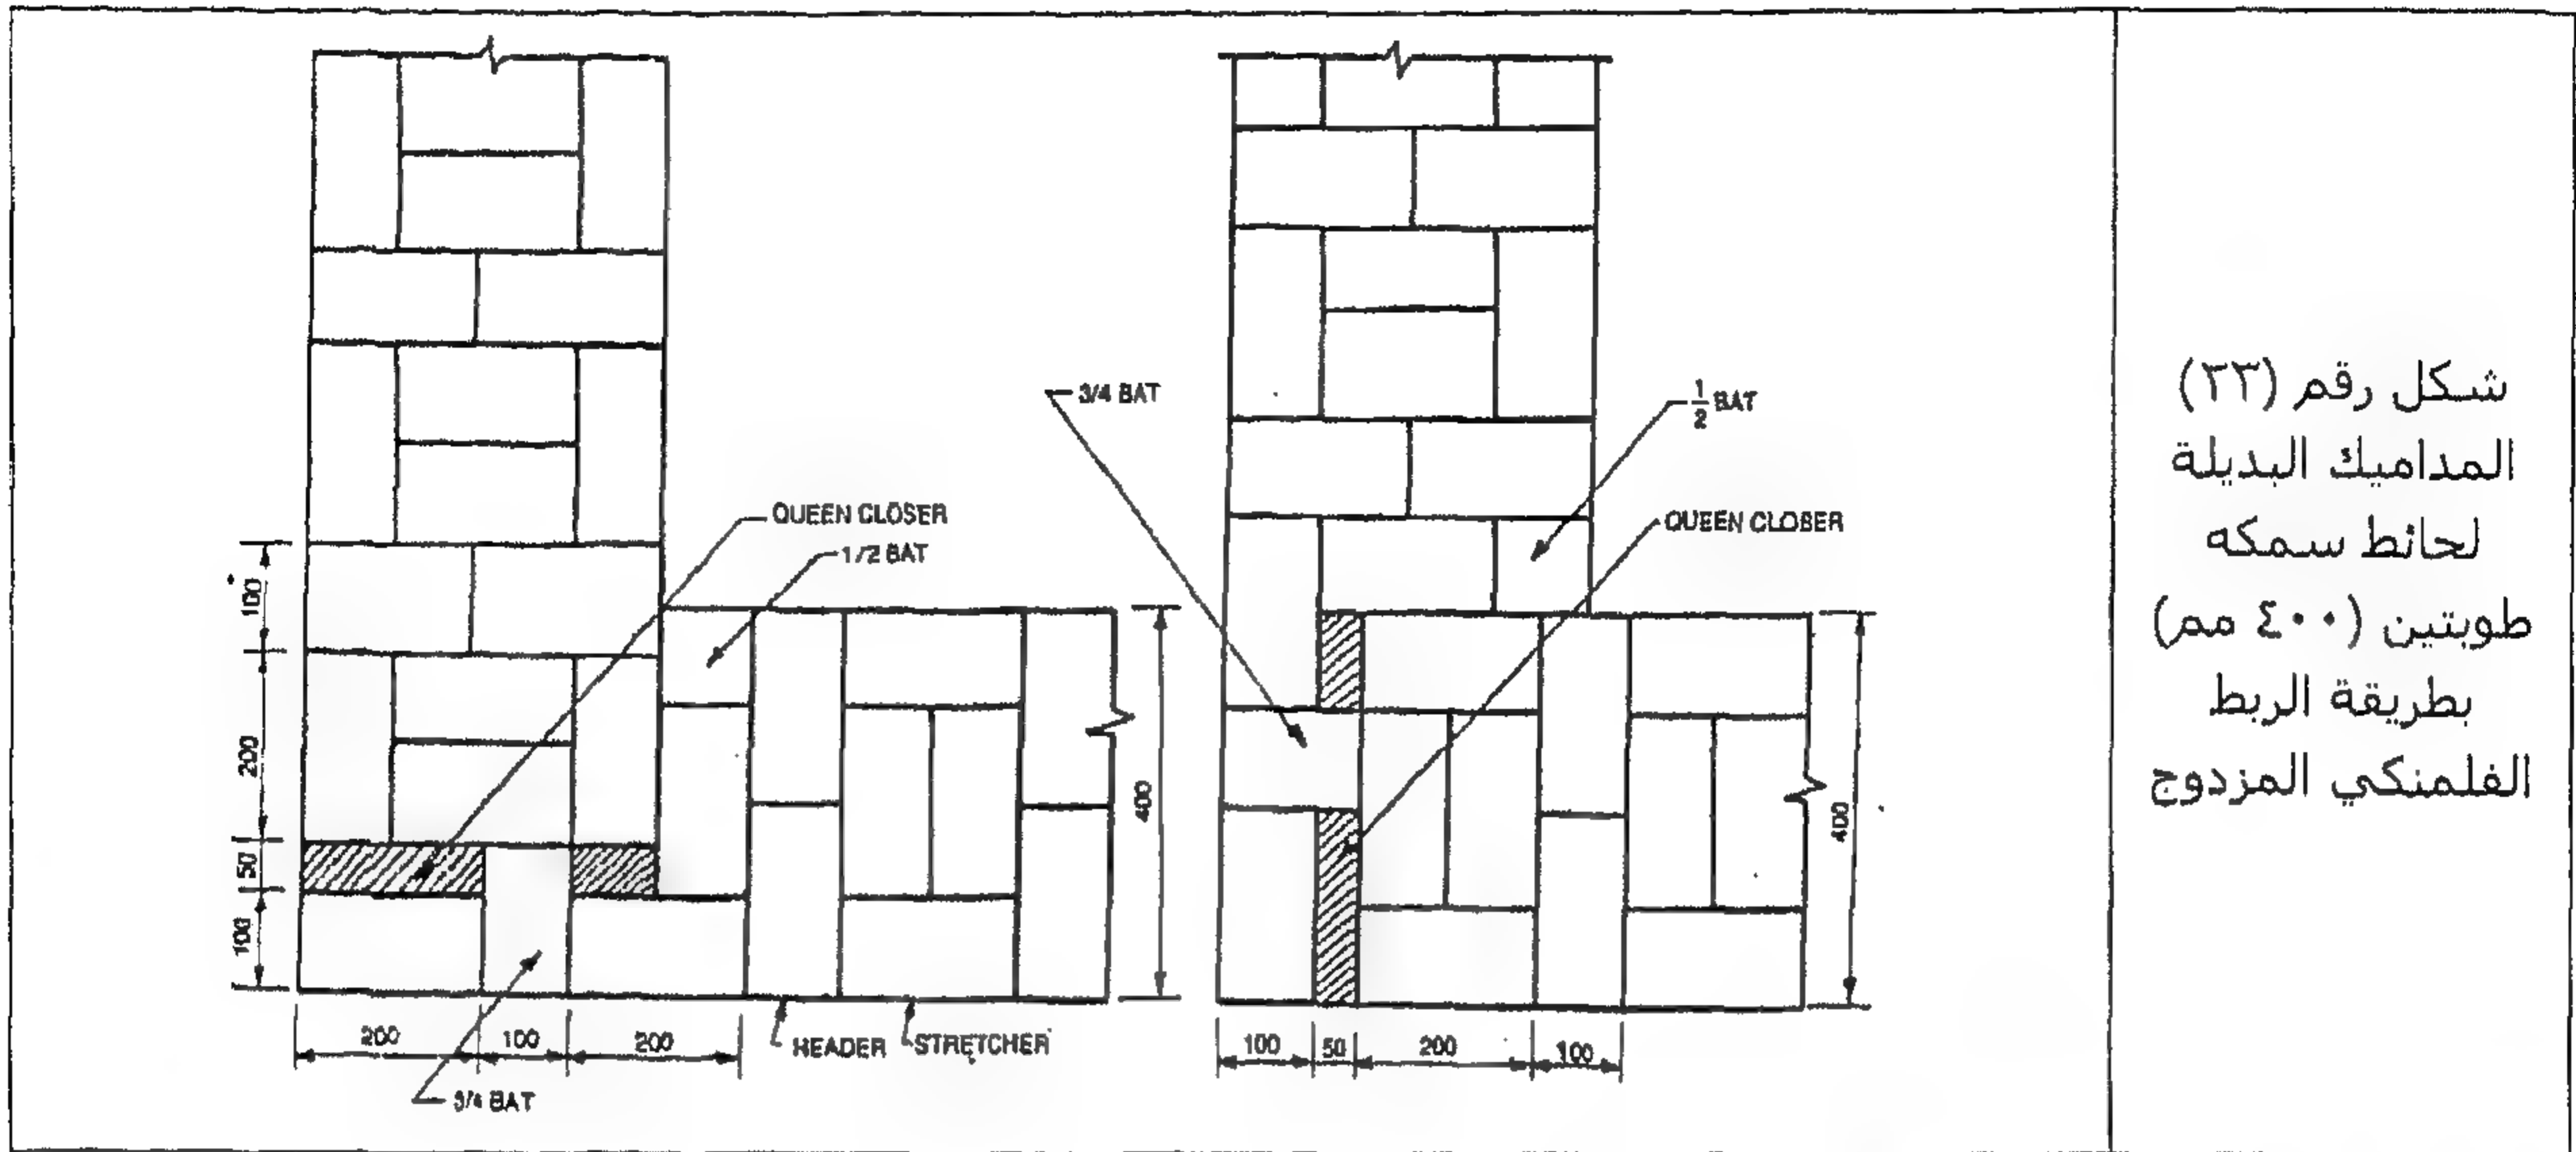 QUEEN CLOSER
1/2 BAT
100
200
50
100
400
200
100
200
HEADER
STRETCHER
3/4 BAT
3/4 BAT
1/2 BAT
QUEEN CLOSER
400
100
50
200
100
شكل رقم (٢٣)
المداميك البديلة
لحائط سمكه
طوبتين (٤٠٠ مم)
بطريقة الربط
الفلمنكي المزدوج